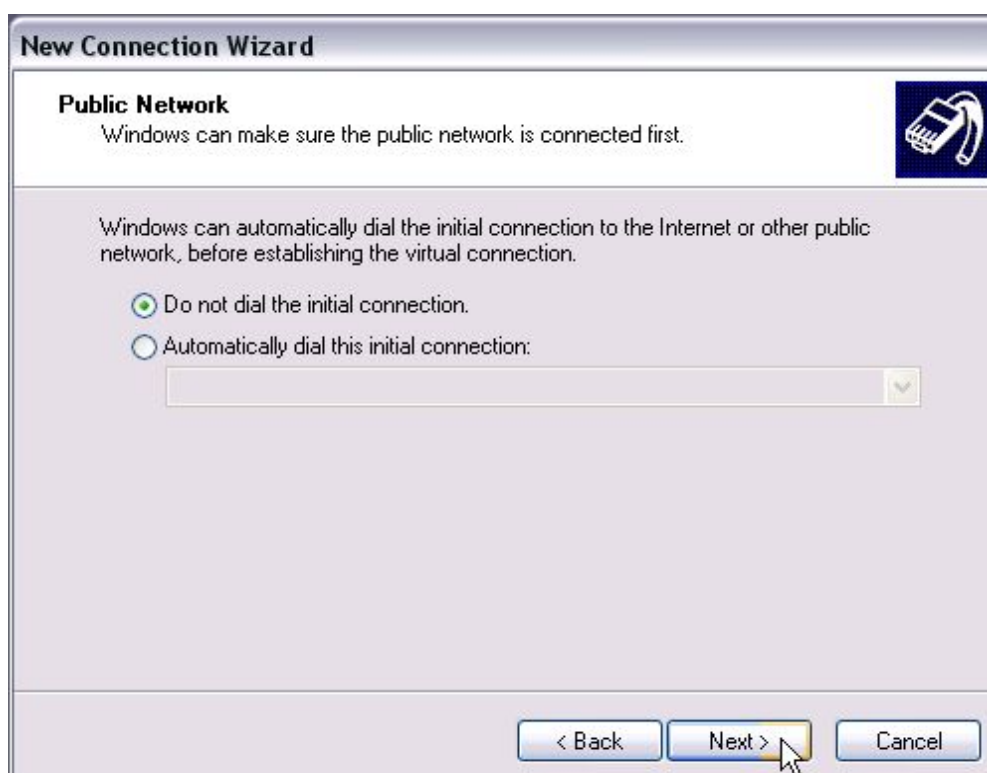 New Connection Wizard
Public Network
Windows can make sure the public network is connected first.
Windows can automatically dial the initial connection to the Internet or other public
network, before establishing the virtual connection.
Do not dial the initial connection.
Automatically dial this initial connection:
< Back Next > Cancel